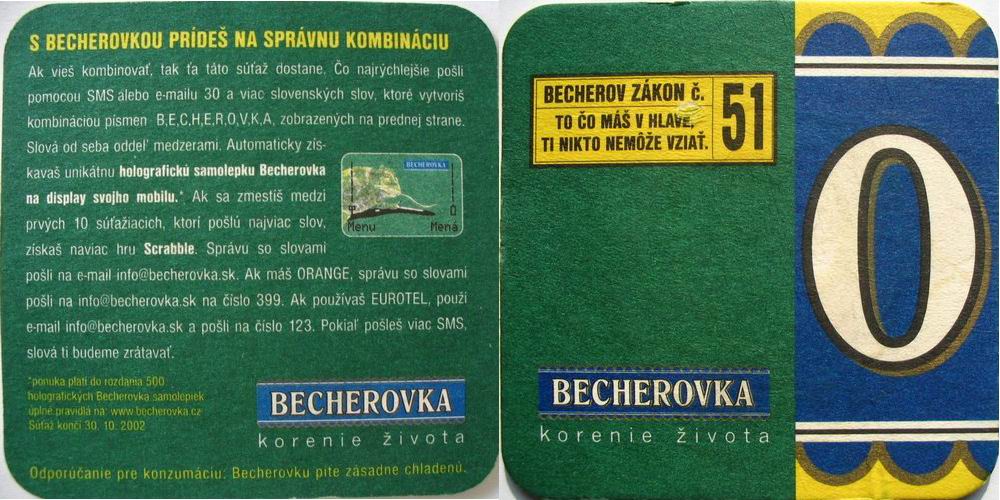 S BECHEROVKOU PRÍDEŠ NA SPRÁVNU KOMBINÁCIU
Ak vieš kombinovať, tak ťa táto súťaž dostane. Čo najrýchlejšie pošli
pomocou SMS alebo e-mailu 30 a viac slovenských slov, ktoré vytvoríš
kombináciou písmen B,E,C,H,E,R,O,V,K,A, zobrazených na prednej strane.
Slová od seba oddeľ medzerami. Automaticky zís-
kavaš unikátnu holografickú samolepku Becherovka
na display svojho mobilu.* Ak sa zmestíš medzi
prvých 10 súťažiacich, ktorí pošlú najviac slov,
získaš naviac hru Scrabble. Správu so slovami
pošli na e-mail info@becherovka.sk. Ak máš ORANGE, správu so slovami
pošli na info@becherovka.sk na číslo 399. Ak používaš EUROTEL, použi
e-mail info@becherovka.sk a pošli na číslo 123. Pokiaľ pošleš viac SMS,
slová ti budeme zrátavať.
BECHEROVKA
Menu Mená
*ponuka platí do rozdania 500
holografických Becherovka samolepiek
úplné pravidlá na: www.becherovka.cz
Súťaž končí 30. 10. 2002
BECHEROVKA
korenie života
Odporúčanie pre konzumáciu: Becherovku pite zásadne chladenú.
BECHEROV ZÁKON č. 51
TO ČO MÁŠ V HLAVE,
TI NIKTO NEMÔŽE VZIAŤ.
O
BECHEROVKA
korenie života